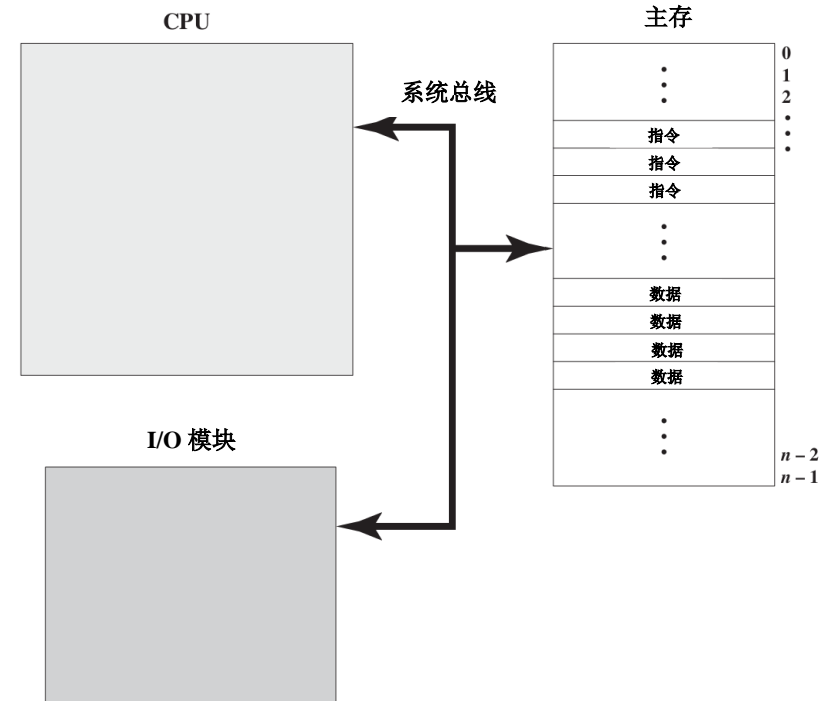 CPU
主存
系统总线
0
1
2
指令
指令
指令
数据
数据
数据
数据
I/O 模块
n – 2
n – 1